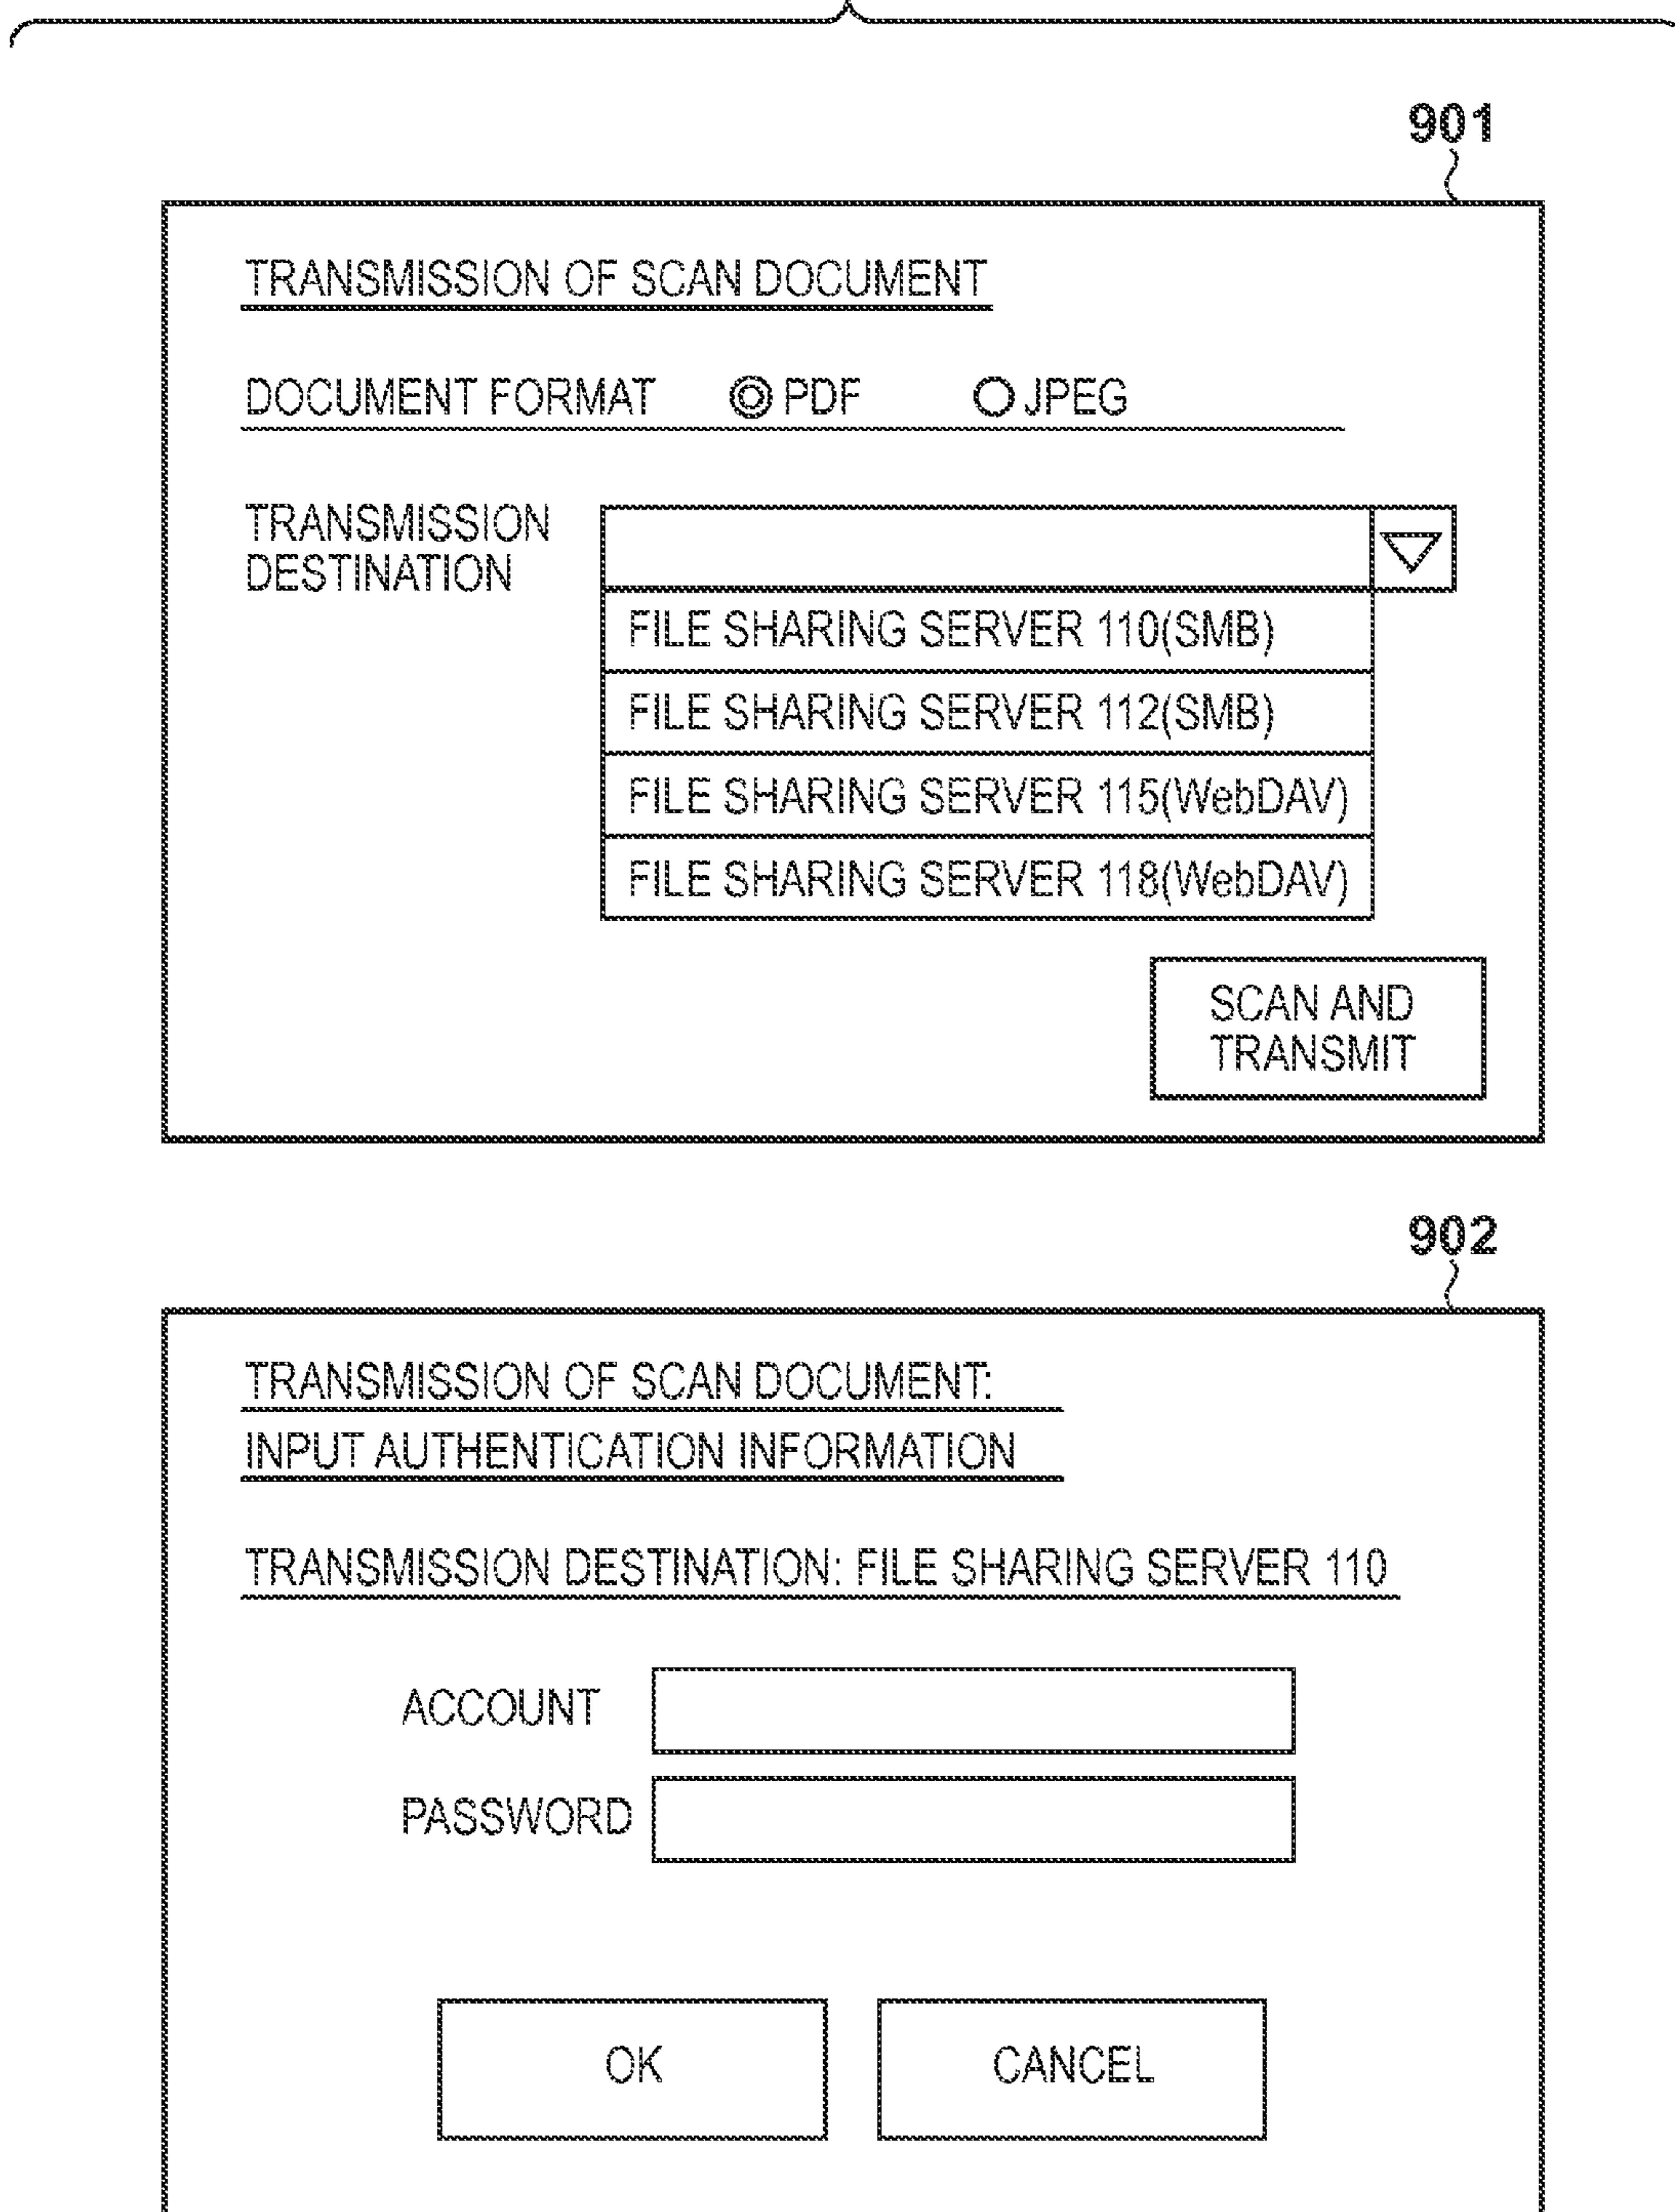 901
TRANSMISSION OF SCAN DOCUMENT
DOCUMENT FORMAT PDF JPEG
TRANSMISSION
DESTINATION
FILE SHARING SERVER 110(SMB)
FILE SHARING SERVER 112(SMB)
FILE SHARING SERVER 115(WebDAV)
FILE SHARING SERVER 118(WebDAV)
SCAN AND
TRANSMIT
902
TRANSMISSION OF SCAN DOCUMENT:
INPUT AUTHENTICATION INFORMATION
TRANSMISSION DESTINATION: FILE SHARING SERVER 110
ACCOUNT
PASSWORD
OK CANCEL